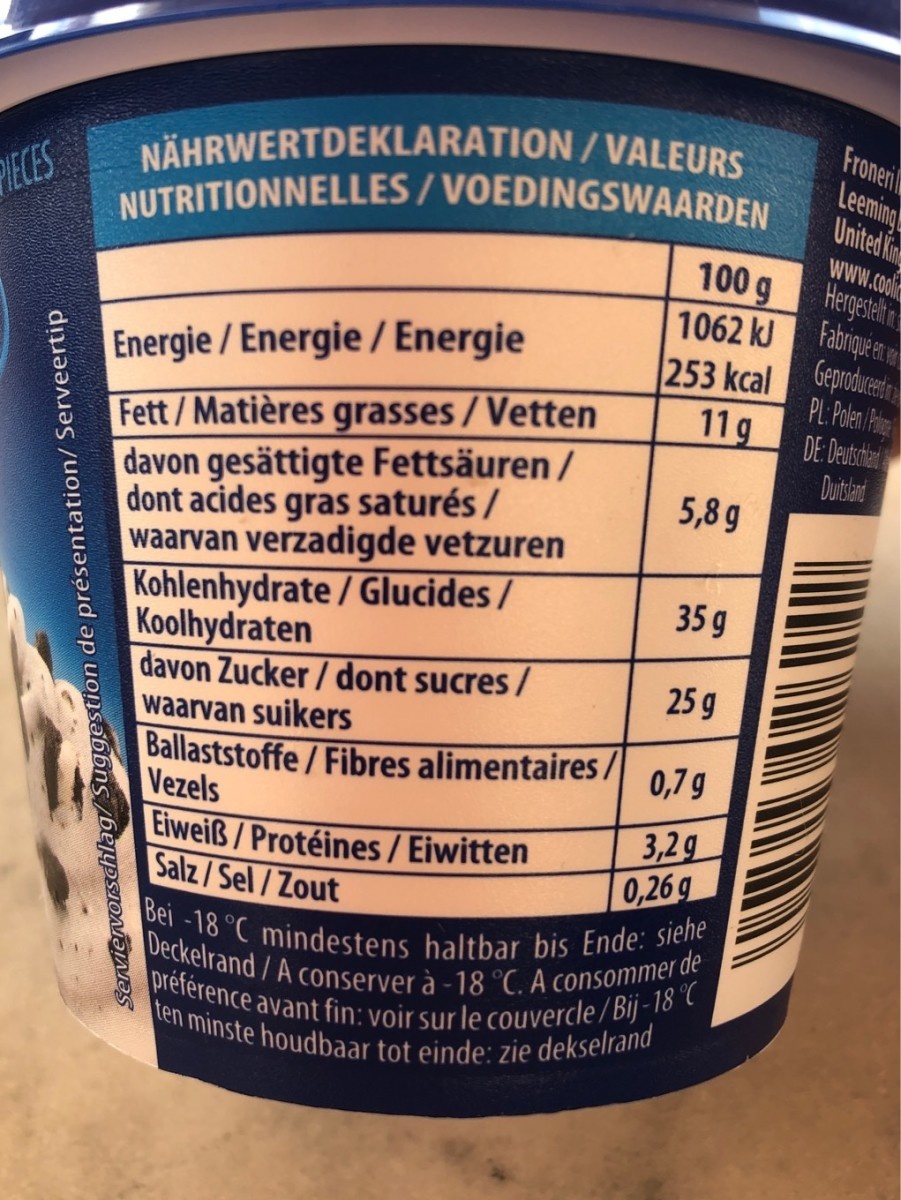 PIECES
NÄHRWERTDEKLARATION / VALEURS
NUTRITIONNELLES / VOEDINGSWAARDEN
100 g
Energie / Energie / Energie
1062 kJ
253 kcal
Fett / Matières grasses / Vetten
11 g
davon gesättigte Fettsäuren /
dont acides gras saturés /
waarvan verzadigde vetzuren
5,8 g
Kohlenhydrate / Glucides /
Koolhydraten
35 g
davon Zucker / dont sucres /
waarvan suikers
25 g
Ballaststoffe / Fibres alimentaires /
Vezels
0,7 g
Eiweiß / Protéines / Eiwitten
3,2 g
Salz / Sel / Zout
0,26 g
Bei -18 °C mindestens haltbar bis Ende: siehe
Deckelrand / A conserver à -18 °C. A consommer de
préférence avant fin: voir sur le couvercle / Bij -18 °C
ten minste houdbaar tot einde: zie dekselrand
Serviervorschlag/ Suggestion de présentation/ Serveertip
Froneri
Leeming
United
Hergestellt in:
Fabriqué en:
Geproduceerd
PL: Polen /
DE: Deutschland
Duitsland